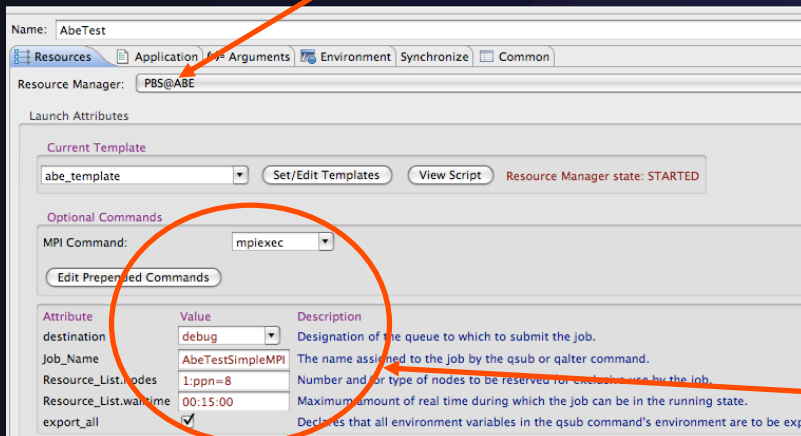 Name: AbeTest
Resources Application (x)= Arguments Environment Synchronize Common
Resource Manager: PBS@ABE
Launch Attributes
Current Template
abe_template Set/Edit Templates View Script Resource Manager state: STARTED
Optional Commands
MPI Command: mpiexec
Edit Prepended Commands
Attribute Value Description
destination debug Designation of the queue to which to submit the job.
Job_Name AbeTestSimpleMPI The name assigned to the job by the qsub or qalter command.
Resource_List.nodes 1:ppn=8 Number and/or type of nodes to be reserved for exclusive use by the job.
Resource_List.walltime 00:15:00 Maximum amount of real time during which the job can be in the running state.
export_all Declares that all environment variables in the qsub command's environment are to be exp